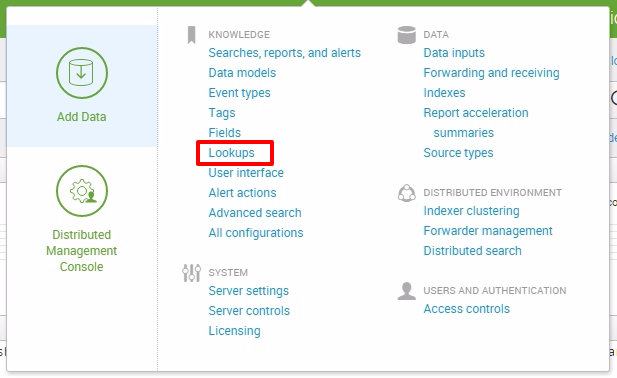 Add Data
Distributed
Management
Console
KNOWLEDGE
Searches, reports, and alerts
Data models
Event types
Tags
Fields
Lookups
User interface
Alert actions
Advanced search
All configurations
SYSTEM
Server settings
Server controls
Licensing
DATA
Data inputs
Forwarding and receiving
Indexes
Report acceleration
summaries
Source types
DISTRIBUTED ENVIRONMENT
Indexer clustering
Forwarder management
Distributed search
USERS AND AUTHENTICATION
Access controls